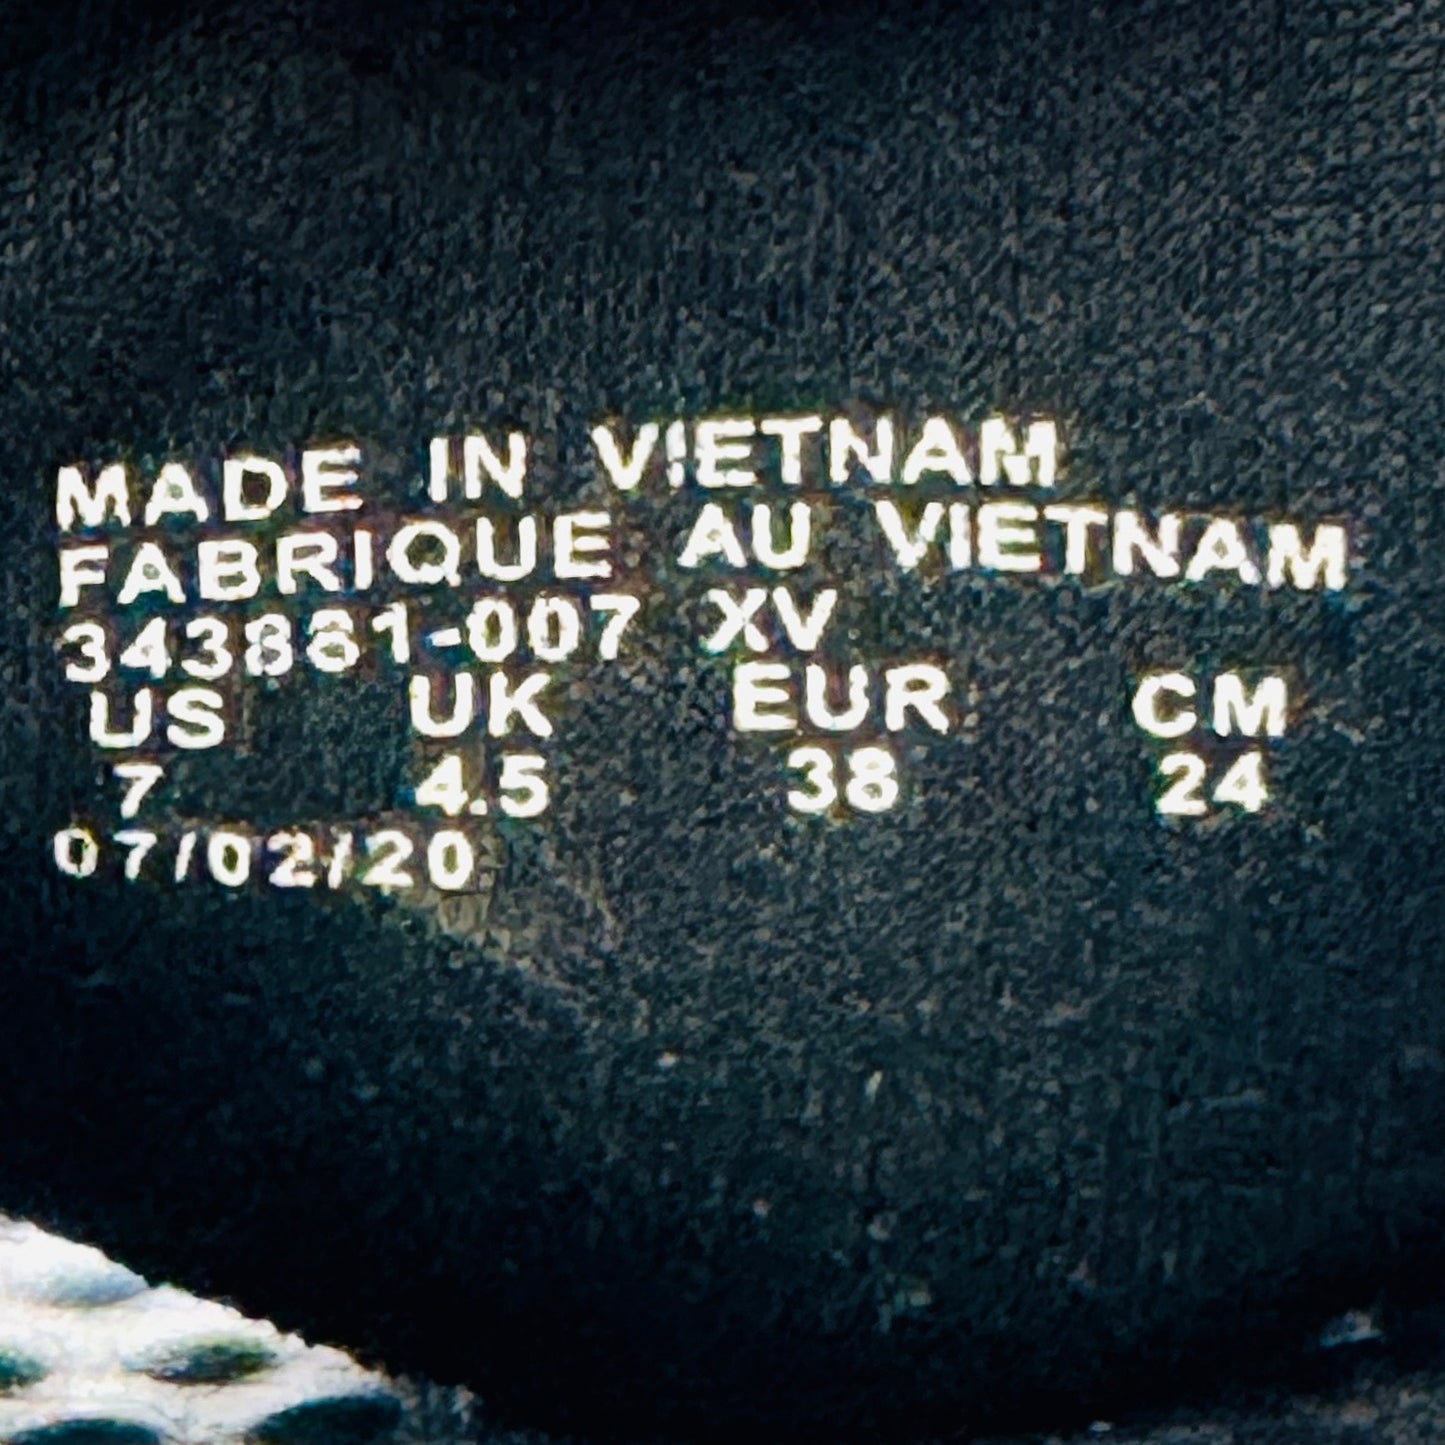 MADE IN VIETNAM
FABRIQUE AU VIETNAM
343881-007 XV
US UK EUR CM
7 4.5 38 24
07/02/20